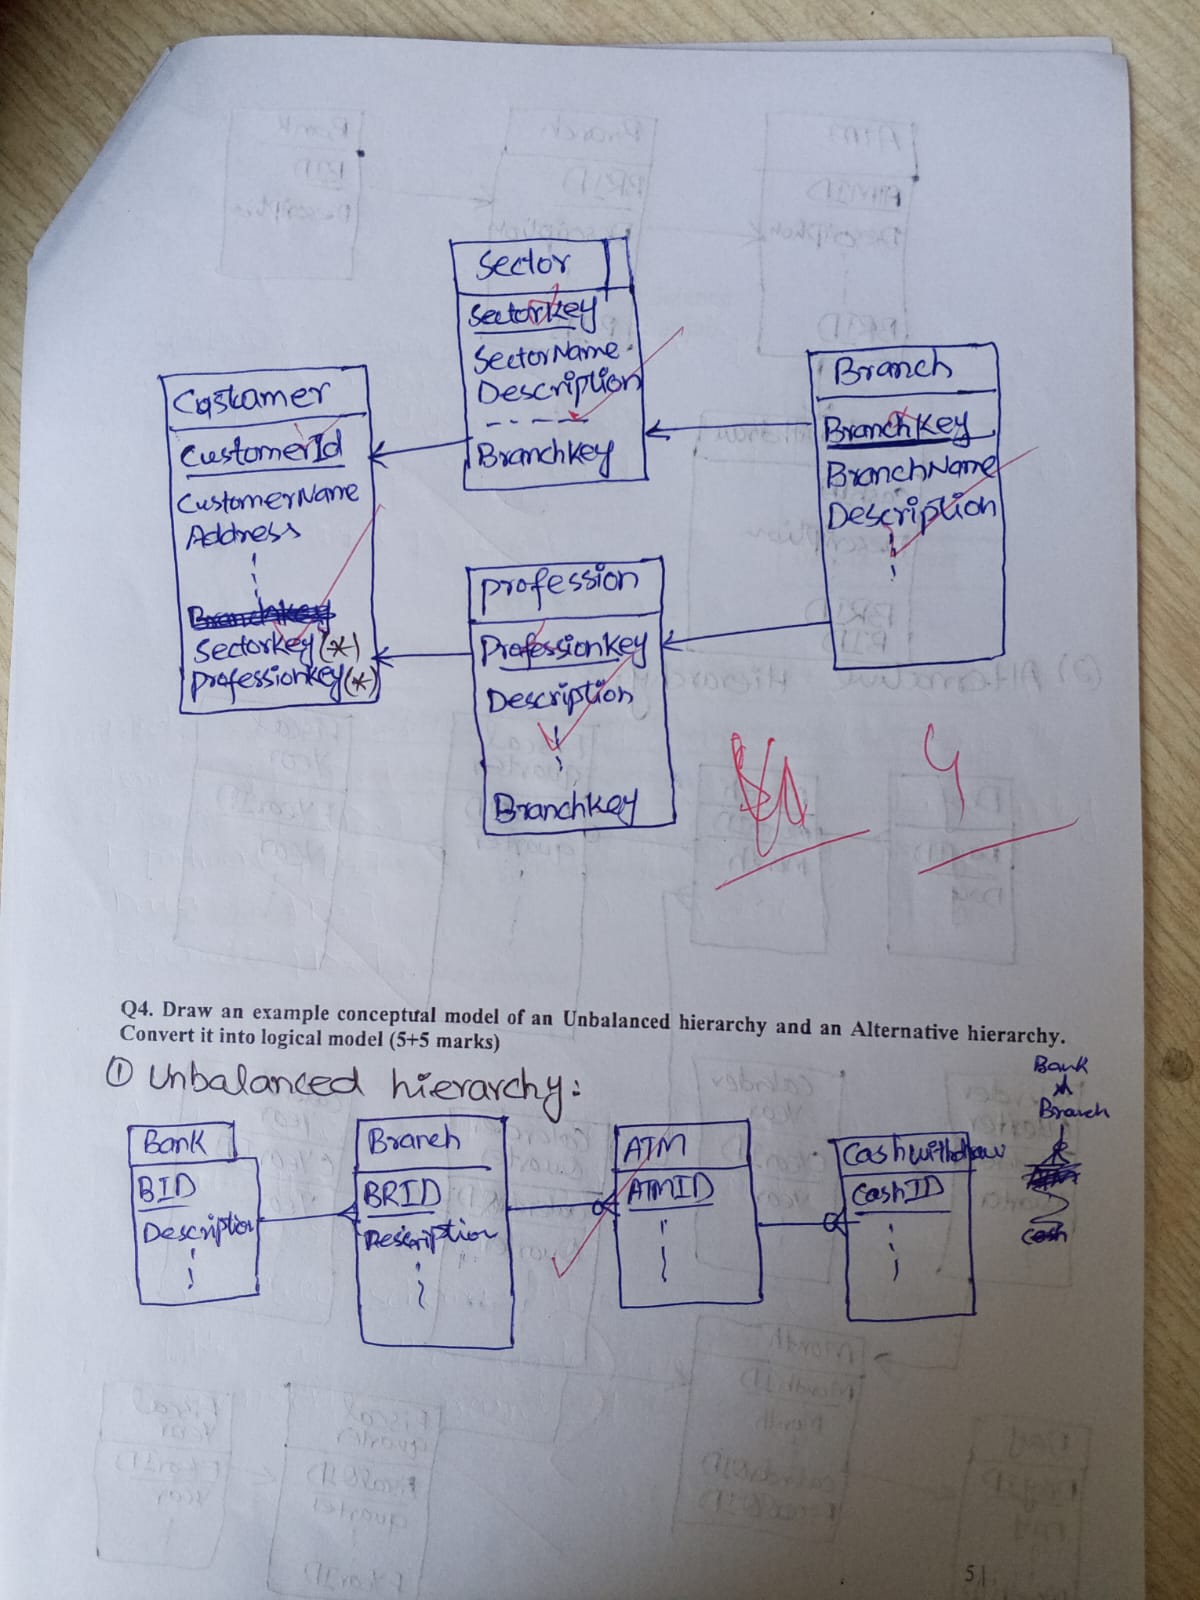 Sector
Sectorkey
SectorName
Description
Branchkey
Castamer
CustomerId
CustomerName
Address
Branchkey
Sectorkey (*)
Professionkey (*)
Profession
Professionkey
Description
Branchkey
Branch
Branchkey
BranchName
Description
4
Q4. Draw an example conceptual model of an Unbalanced hierarchy and an Alternative hierarchy.
Convert it into logical model (5+5 marks)
① Unbalanced hierarchy:
Bank
BID
Description
Branch
BRID
Description
ATM
ATMID
Cashwithdraw
CashID
Bank
Branch
Cash
5 |